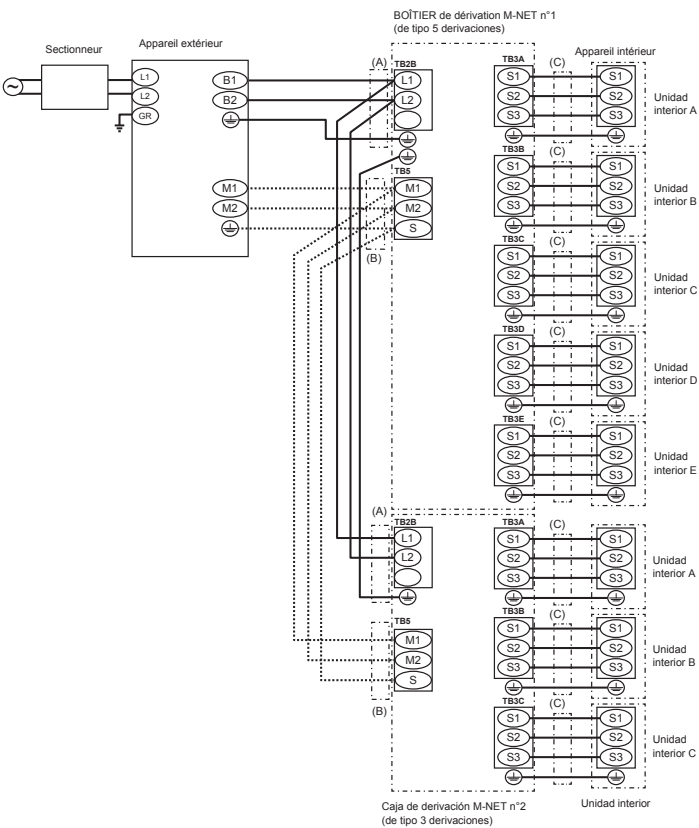 BOÎTIER de dérivation M-NET n°1
(de tipo 5 derivaciones)
Sectionneur
Appareil extérieur
Appareil intérieur
L1
L2
GR
B1
B2
M1
M2
(A)
TB2B
L1
L2
TB5
M1
M2
S
(B)
TB3A
S1
S2
S3
(C)
S1
S2
S3
Unidad
interior A
TB3B
S1
S2
S3
(C)
S1
S2
S3
Unidad
interior B
TB3C
S1
S2
S3
(C)
S1
S2
S3
Unidad
interior C
TB3D
S1
S2
S3
(C)
S1
S2
S3
Unidad
interior D
TB3E
S1
S2
S3
(C)
S1
S2
S3
Unidad
interior E
(A)
TB2B
L1
L2
TB5
M1
M2
S
(B)
TB3A
S1
S2
S3
(C)
S1
S2
S3
Unidad
interior A
TB3B
S1
S2
S3
(C)
S1
S2
S3
Unidad
interior B
TB3C
S1
S2
S3
(C)
S1
S2
S3
Unidad
interior C
Caja de derivación M-NET n°2
(de tipo 3 derivaciones)
Unidad interior